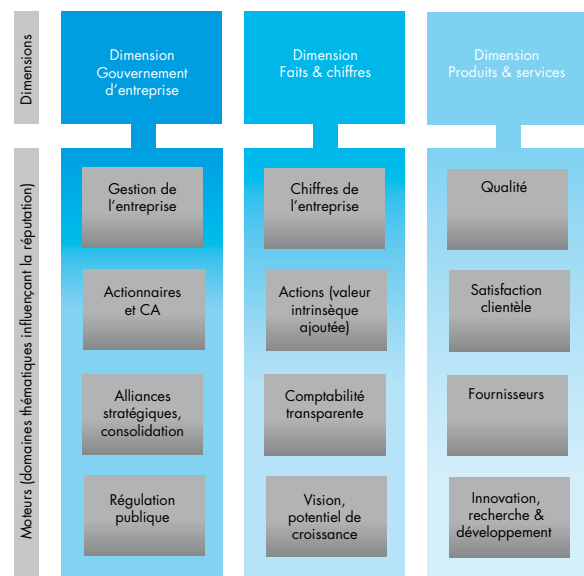 Dimensions
Dimension
Gouvernement
d'entreprise
Dimension
Faits & chiffres
Dimension
Produits & services
Moteurs (domaines thématiques influençant la réputation)
Gestion de
l'entreprise
Chiffres de
l'entreprise
Qualité
Actionnaires
et CA
Actions (valeur
intrinsèque
ajoutée)
Satisfaction
clientèle
Alliances
stratégiques,
consolidation
Comptabilité
transparente
Fournisseurs
Régulation
publique
Vision,
potentiel de
croissance
Innovation,
recherche &
développement